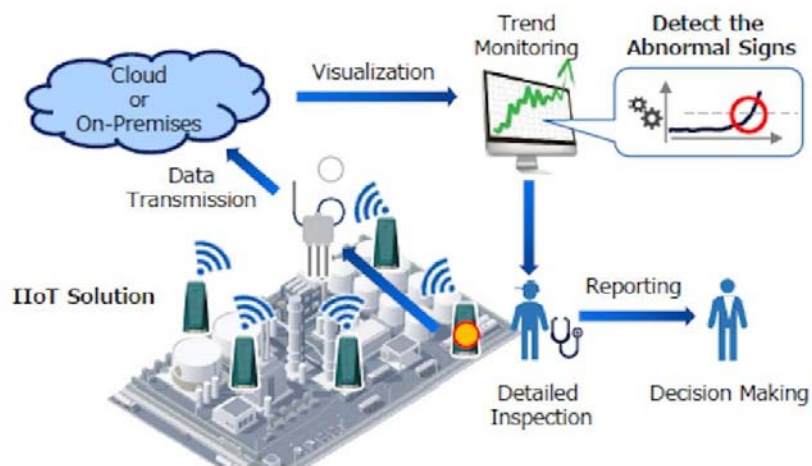 Trend
Monitoring
Detect the
Abnormal Signs
Cloud
or
On-Premises
Visualization
Data
Transmission
IIoT Solution
Reporting
Detailed
Inspection
Decision Making